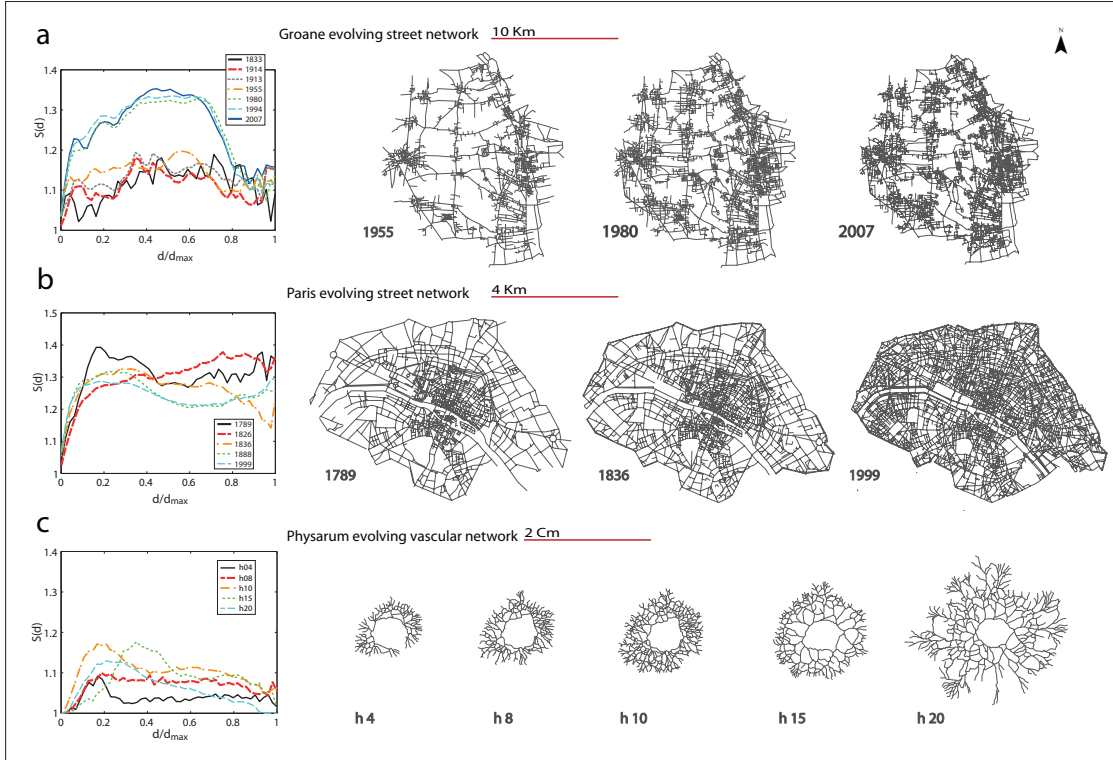 a
Groane evolving street network 10 Km
N
1833
1914
1913
1955
1980
1994
2007
1.4
1.3
1.2
1.1
1
S(d)
0 0.2 0.4 0.6 0.8 1
d/dmax
1955
1980
2007
b
Paris evolving street network 4 Km
1.5
1.4
1.3
1.2
1.1
1
S(d)
1789
1826
1836
1888
1999
0 0.2 0.4 0.6 0.8 1
d/dmax
1789
1836
1999
c
Physarum evolving vascular network 2 Cm
1.4
1.3
1.2
1.1
1
S(d)
h04
h08
h10
h15
h20
0 0.2 0.4 0.6 0.8 1
d/dmax
h 4
h 8
h 10
h 15
h 20